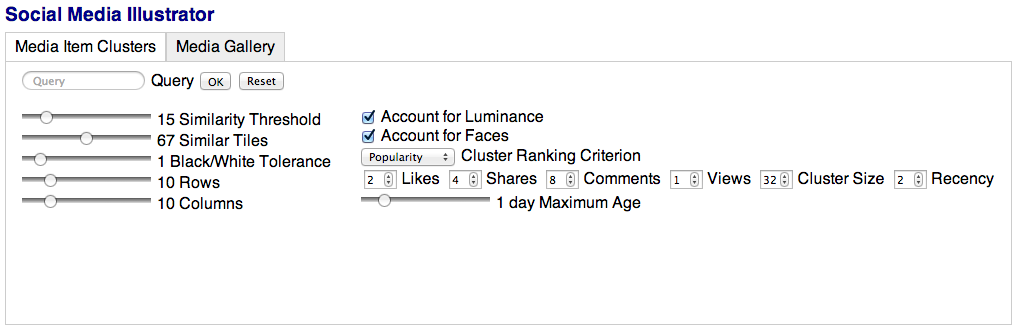 Social Media Illustrator
Media Item Clusters Media Gallery
Query Query OK Reset
15 Similarity Threshold
67 Similar Tiles
1 Black/White Tolerance
10 Rows
10 Columns
Account for Luminance
Account for Faces
Popularity Cluster Ranking Criterion
2 Likes 4 Shares 8 Comments 1 Views 32 Cluster Size 2 Recency
1 day Maximum Age